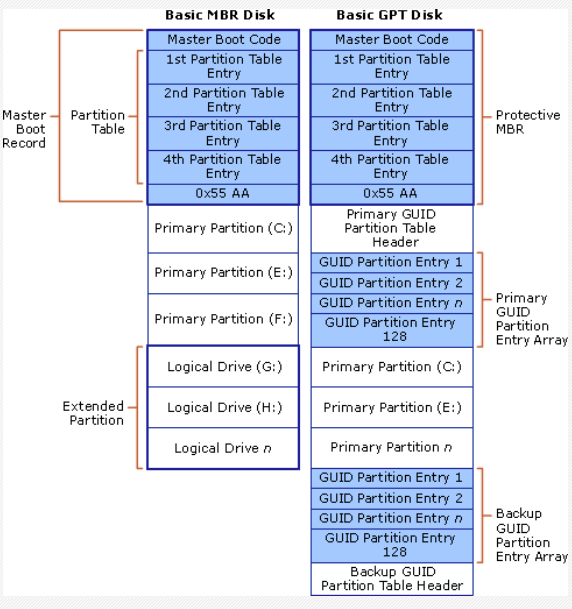 Basic MBR Disk
Basic GPT Disk
Master Boot Code
1st Partition Table
Entry
2nd Partition Table
Entry
3rd Partition Table
Entry
4th Partition Table
Entry
0x55 AA
Master
Boot
Record
Partition
Table
Primary Partition (C:)
Primary Partition (E:)
Primary Partition (F:)
Logical Drive (G:)
Logical Drive (H:)
Logical Drive n
Extended
Partition
Master Boot Code
1st Partition Table
Entry
2nd Partition Table
Entry
3rd Partition Table
Entry
4th Partition Table
Entry
0x55 AA
Protective
MBR
Primary GUID
Partition Table
Header
GUID Partition Entry 1
GUID Partition Entry 2
GUID Partition Entry n
GUID Partition Entry
128
Primary
GUID
Partition
Entry Array
Primary Partition (C:)
Primary Partition (E:)
Primary Partition n
GUID Partition Entry 1
GUID Partition Entry 2
GUID Partition Entry n
GUID Partition Entry
128
Backup
GUID
Partition
Entry Array
Backup GUID
Partition Table Header